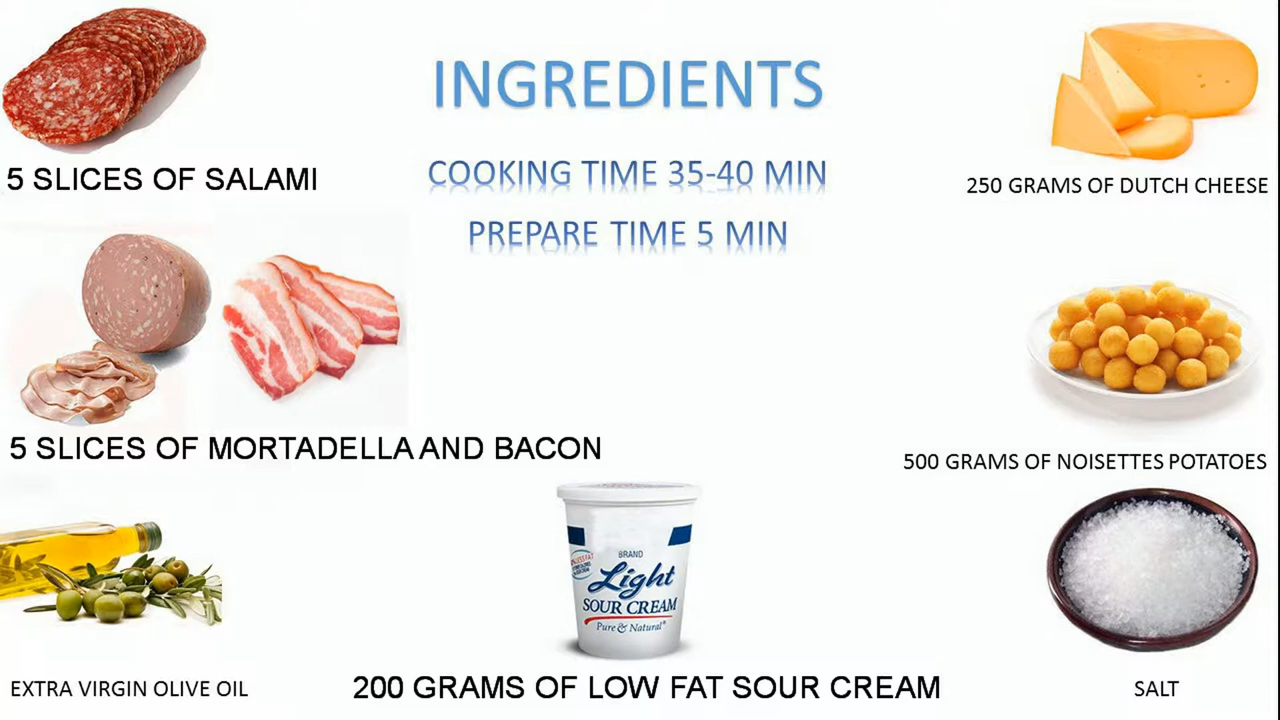 INGREDIENTS
COOKING TIME 35-40 MIN
PREPARE TIME 5 MIN
5 SLICES OF SALAMI
250 GRAMS OF DUTCH CHEESE
5 SLICES OF MORTADELLA AND BACON
500 GRAMS OF NOISETTES POTATOES
BRAND
Light
SOUR CREAM
Pure & Natural®
EXTRA VIRGIN OLIVE OIL
200 GRAMS OF LOW FAT SOUR CREAM
SALT